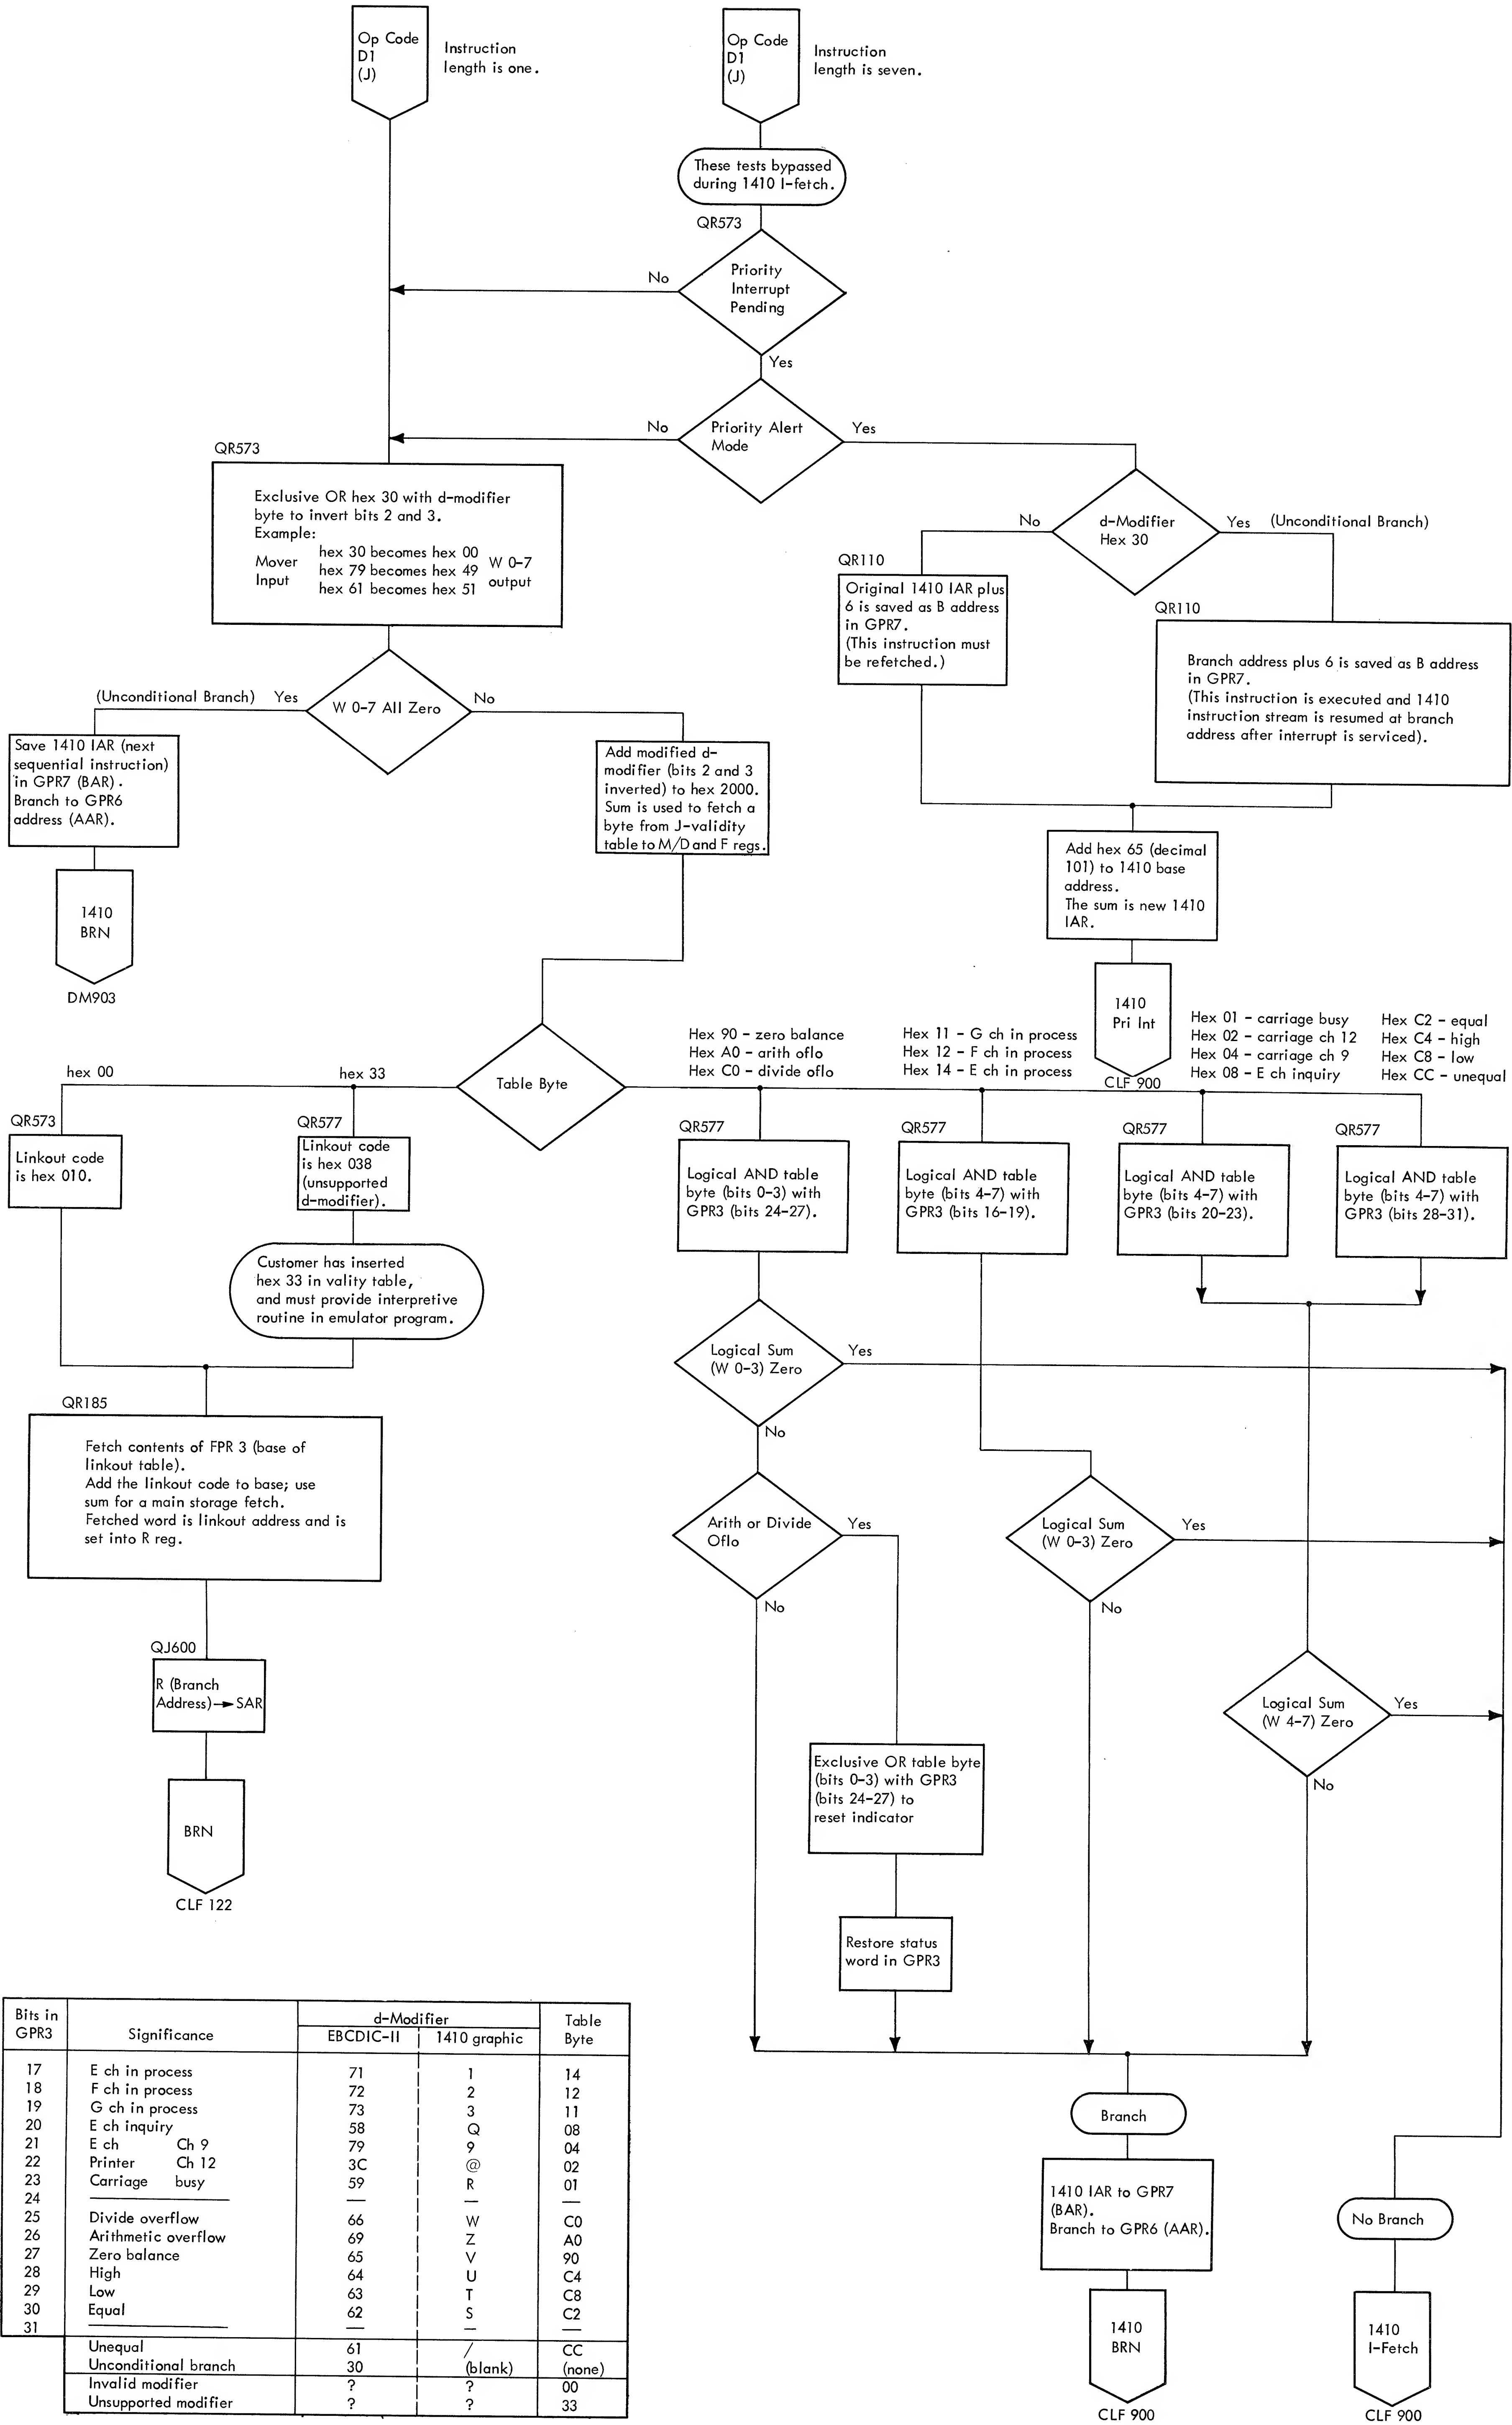 Op Code
D1
(J)
Instruction
length is one.
Op Code
D1
(J)
Instruction
length is seven.
These tests bypassed
during 1410 I-fetch.
QR573
Priority
Interrupt
Pending
No
Yes
Priority Alert
Mode
No
Yes
QR573
Exclusive OR hex 30 with d-modifier
byte to invert bits 2 and 3.
Example:
Mover
Input
hex 30 becomes hex 00
hex 79 becomes hex 49
hex 61 becomes hex 51
W 0-7
output
d-Modifier
Hex 30
No
Yes (Unconditional Branch)
QR110
Original 1410 IAR plus
6 is saved as B address
in GPR7.
(This instruction must
be refetched.)
QR110
Branch address plus 6 is saved as B address
in GPR7.
(This instruction is executed and 1410
instruction stream is resumed at branch
address after interrupt is serviced).
W 0-7 All Zero
(Unconditional Branch) Yes
No
Save 1410 IAR (next
sequential instruction)
in GPR7 (BAR).
Branch to GPR6
address (AAR).
1410
BRN
DM903
Add modified d-
modifier (bits 2 and 3
inverted) to hex 2000.
Sum is used to fetch a
byte from J-validity
table to M/D and F regs.
Add hex 65 (decimal
101) to 1410 base
address.
The sum is new 1410
IAR.
1410
Pri Int
CLF 900
Table Byte
hex 00
hex 33
Hex 90 - zero balance
Hex A0 - arith oflo
Hex C0 - divide oflo
Hex 11 - G ch in process
Hex 12 - F ch in process
Hex 14 - E ch in process
Hex 01 - carriage busy
Hex 02 - carriage ch 12
Hex 04 - carriage ch 9
Hex 08 - E ch inquiry
Hex C2 - equal
Hex C4 - high
Hex C8 - low
Hex CC - unequal
QR573
Linkout code
is hex 010.
QR577
Linkout code
is hex 038
(unsupported
d-modifier).
Customer has inserted
hex 33 in vality table,
and must provide interpretive
routine in emulator program.
QR577
Logical AND table
byte (bits 0-3) with
GPR3 (bits 24-27).
QR577
Logical AND table
byte (bits 4-7) with
GPR3 (bits 16-19).
QR577
Logical AND table
byte (bits 4-7) with
GPR3 (bits 20-23).
QR577
Logical AND table
byte (bits 4-7) with
GPR3 (bits 28-31).
Logical Sum
(W 0-3) Zero
Yes
No
QR185
Fetch contents of FPR 3 (base of
linkout table).
Add the linkout code to base; use
sum for a main storage fetch.
Fetched word is linkout address and is
set into R reg.
Arith or Divide
Oflo
Yes
No
Logical Sum
(W 0-3) Zero
Yes
No
QJ600
R (Branch
Address)→SAR
BRN
CLF 122
Logical Sum
(W 4-7) Zero
Yes
No
Exclusive OR table byte
(bits 0-3) with GPR3
(bits 24-27) to
reset indicator
Restore status
word in GPR3
Branch
1410 IAR to GPR7
(BAR).
Branch to GPR6 (AAR).
1410
BRN
CLF 900
No Branch
1410
I-Fetch
CLF 900
Bits in
GPR3
Significance
d-Modifier
EBCDIC-II 1410 graphic
Table
Byte
17 E ch in process 71 1 14
18 F ch in process 72 2 12
19 G ch in process 73 3 11
20 E ch inquiry 58 Q 08
21 E ch Ch 9 79 9 04
22 Printer Ch 12 3C @ 02
23 Carriage busy 59 R 01
24 — — — —
25 Divide overflow 66 W C0
26 Arithmetic overflow 69 Z A0
27 Zero balance 65 V 90
28 High 64 U C4
29 Low 63 T C8
30 Equal 62 S C2
31 — — — —
Unequal 61 / CC
Unconditional branch 30 (blank) (none)
Invalid modifier ? ? 00
Unsupported modifier ? ? 33